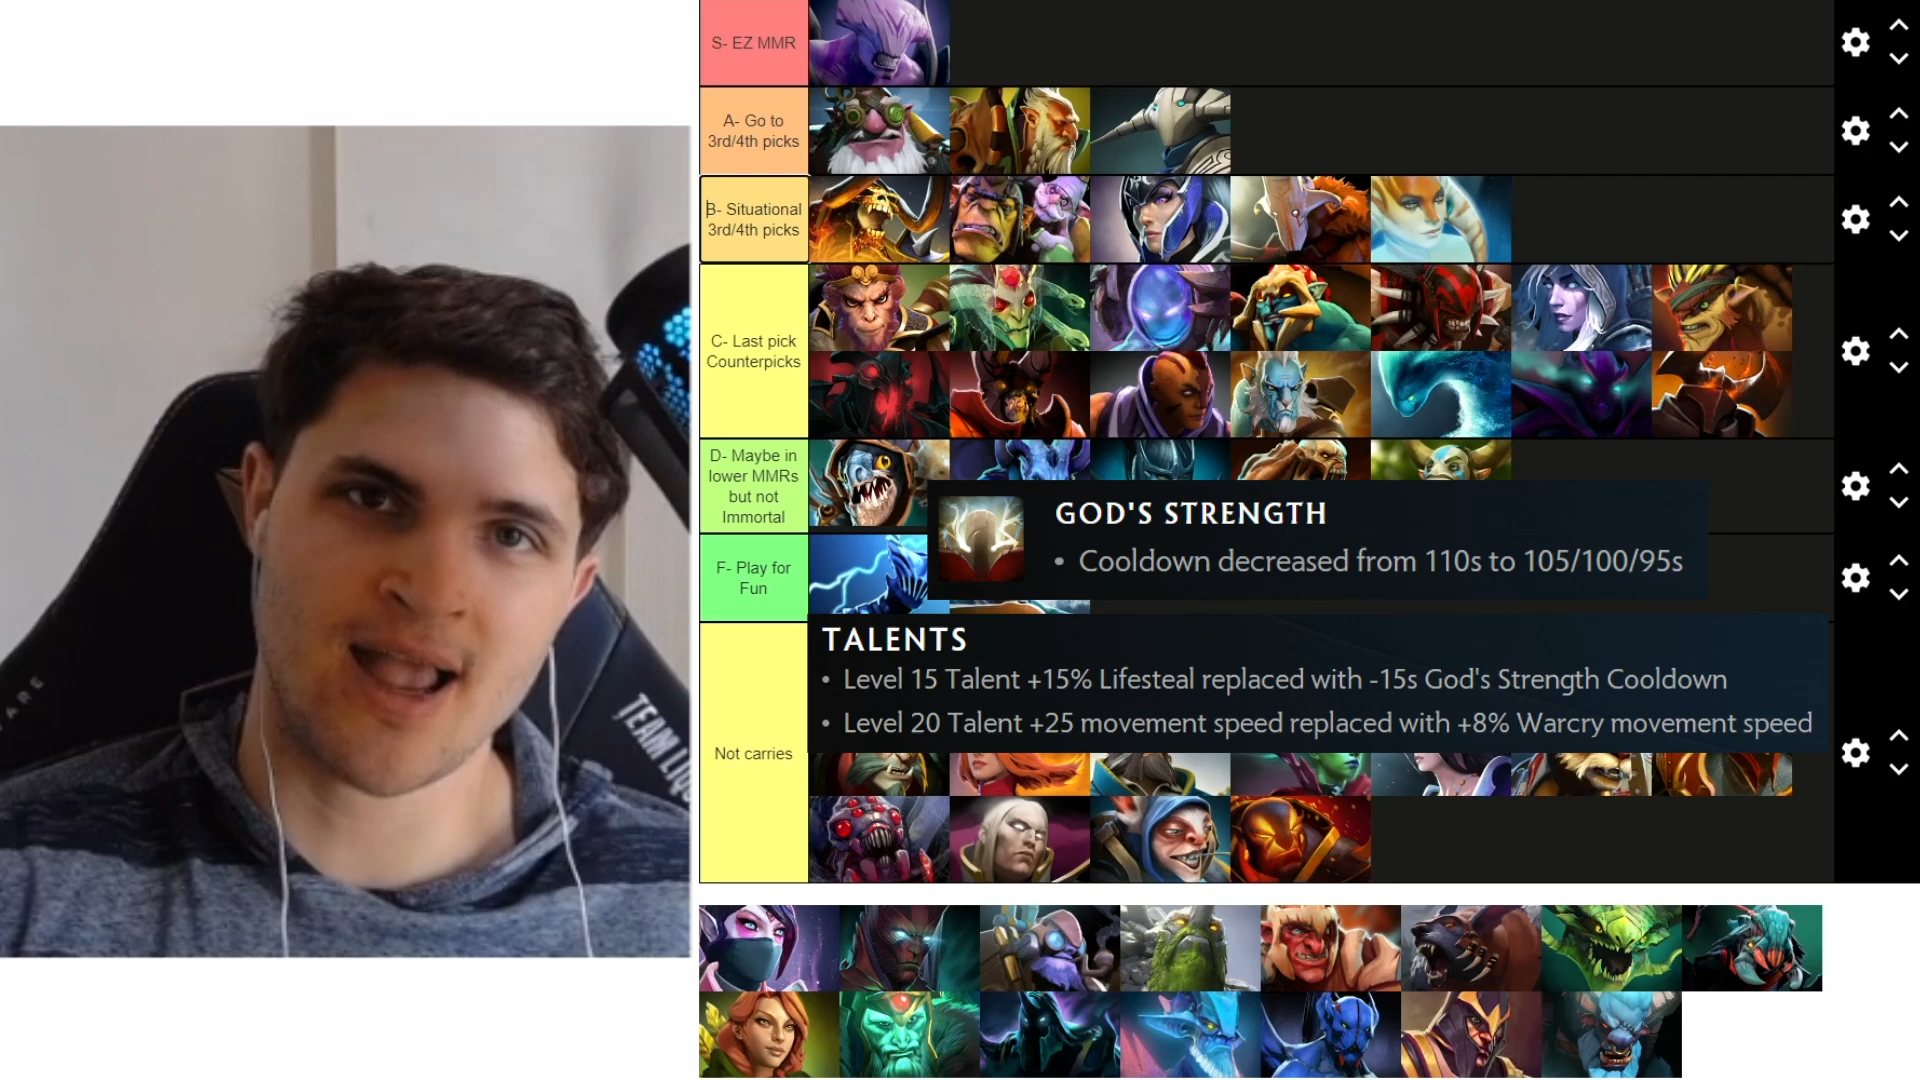 S- EZ MMR
A- Go to
3rd/4th picks
B- Situational
3rd/4th picks
C- Last pick
Counterpicks
D- Maybe in
lower MMRs
but not
Immortal
GOD'S STRENGTH
• Cooldown decreased from 110s to 105/100/95s
F- Play for
Fun
TALENTS
• Level 15 Talent +15% Lifesteal replaced with -15s God's Strength Cooldown
• Level 20 Talent +25 movement speed replaced with +8% Warcry movement speed
Not carries
TEAM LIQ